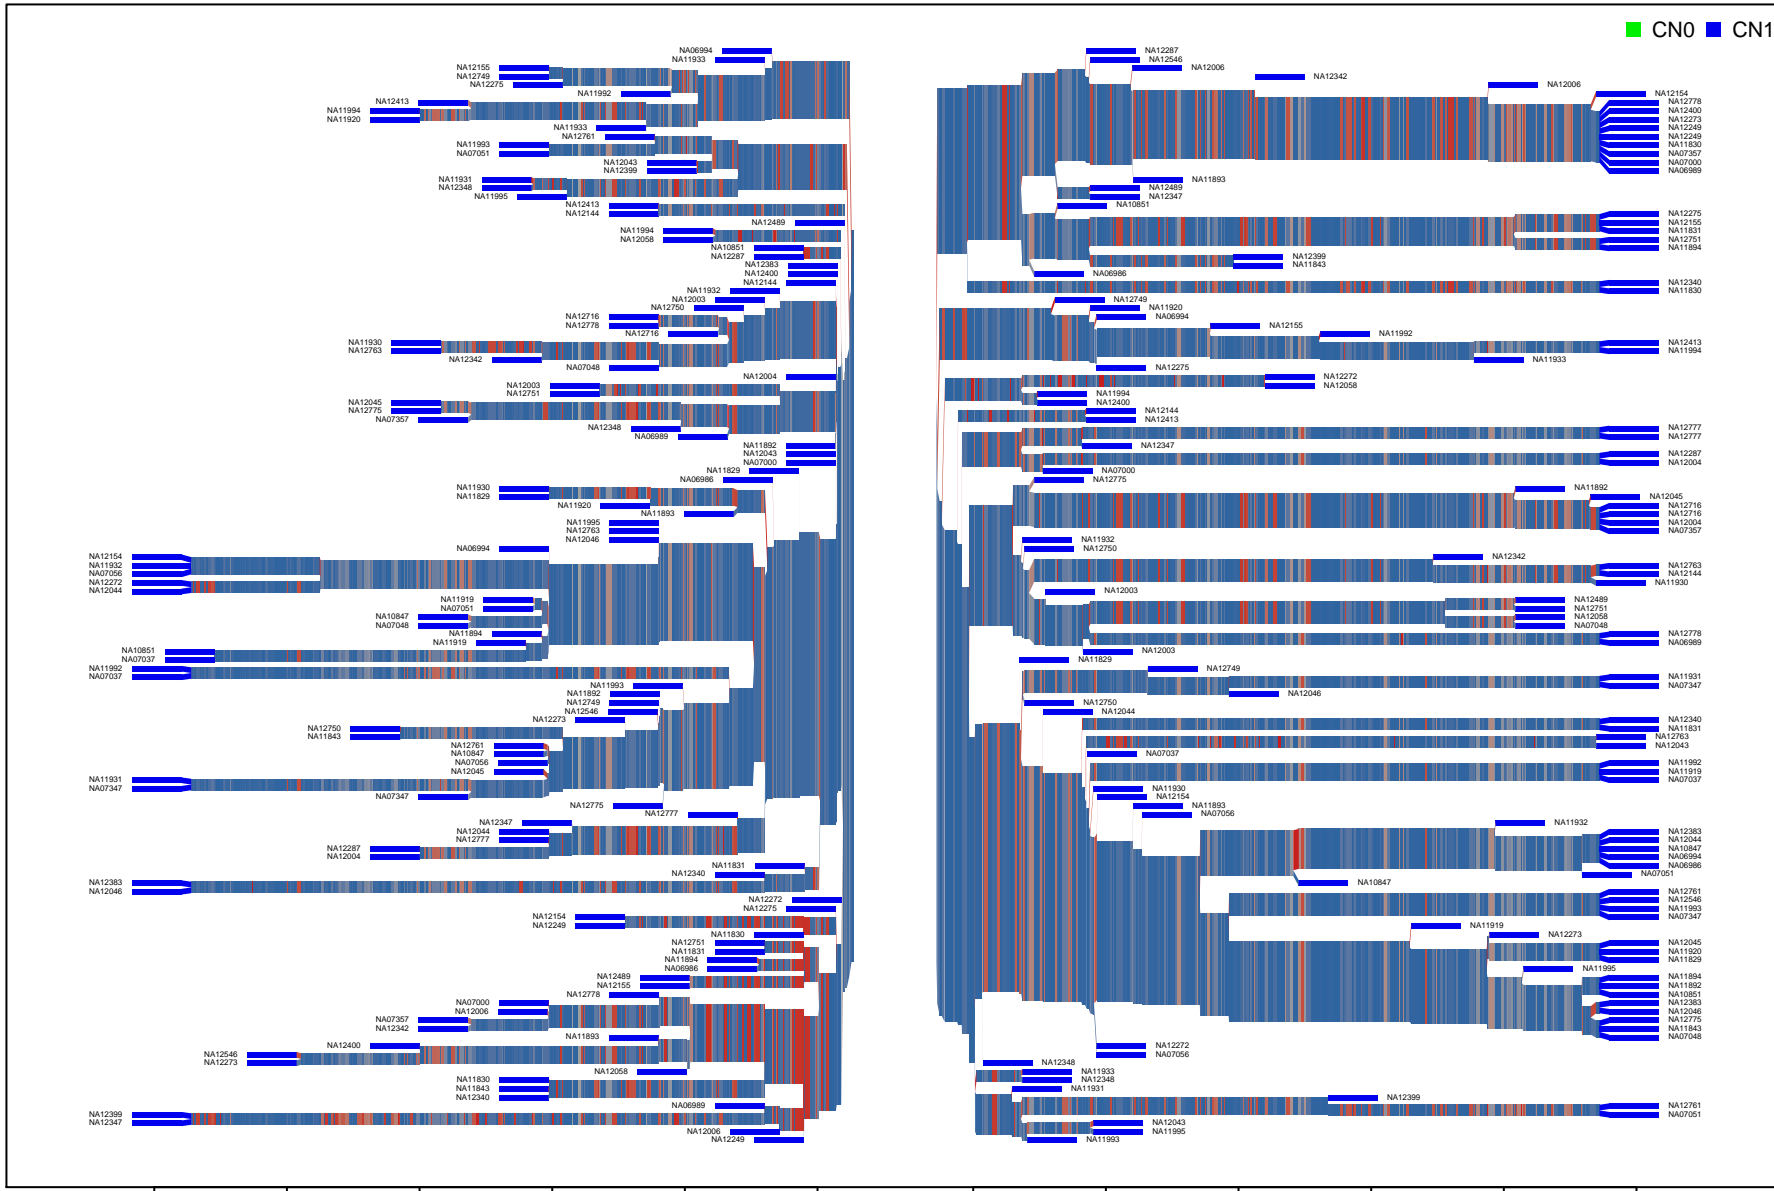 CN0 CN1
NA06994
NA11933
NA12155
NA12749
NA12275
NA11992
NA12413
NA11994
NA11920
NA11933
NA12761
NA11993
NA07051
NA12043
NA12399
NA11931
NA12348
NA11995
NA12413
NA12144
NA12489
NA11994
NA12058
NA10851
NA12287
NA12383
NA12400
NA12144
NA11932
NA12003
NA12750
NA12716
NA12778
NA12716
NA11930
NA12763
NA12342
NA07048
NA12004
NA12003
NA12751
NA12045
NA12775
NA07357
NA12348
NA06989
NA11892
NA12043
NA07000
NA11829
NA06986
NA11930
NA11829
NA11920
NA11893
NA11995
NA12763
NA12046
NA06994
NA12154
NA11932
NA07056
NA12272
NA12044
NA11919
NA07051
NA10847
NA07048
NA11894
NA11919
NA10851
NA07037
NA11992
NA07037
NA11993
NA11892
NA12749
NA12546
NA12273
NA12750
NA11843
NA12761
NA10847
NA07056
NA12045
NA11931
NA07347
NA07347
NA12775
NA12777
NA12347
NA12044
NA12777
NA12287
NA12004
NA11831
NA12340
NA12383
NA12046
NA12272
NA12275
NA12154
NA12249
NA11830
NA12751
NA11831
NA11894
NA06986
NA12489
NA12155
NA12778
NA07000
NA12006
NA07357
NA12342
NA11893
NA12400
NA12546
NA12273
NA12058
NA11830
NA11843
NA12340
NA06989
NA12399
NA12347
NA12006
NA12249
NA12287
NA12546
NA12006
NA12342
NA12006
NA12154
NA12778
NA12400
NA12273
NA12249
NA12249
NA11830
NA07357
NA07000
NA06989
NA11893
NA12489
NA12347
NA10851
NA12275
NA12155
NA11831
NA12751
NA11894
NA12399
NA11843
NA06986
NA12340
NA11830
NA12749
NA11920
NA06994
NA12155
NA11992
NA12413
NA11994
NA11933
NA12275
NA12272
NA12058
NA11994
NA12400
NA12144
NA12413
NA12777
NA12777
NA12347
NA12287
NA12004
NA07000
NA12775
NA11892
NA12045
NA12716
NA12716
NA12004
NA07357
NA11932
NA12750
NA12342
NA12763
NA12144
NA11930
NA12003
NA12489
NA12751
NA12058
NA07048
NA12778
NA06989
NA12003
NA11829
NA12749
NA11931
NA07347
NA12046
NA12750
NA12044
NA12340
NA11831
NA12763
NA12043
NA07037
NA11992
NA11919
NA07037
NA11930
NA12154
NA11893
NA07056
NA11932
NA12383
NA12044
NA10847
NA06994
NA06986
NA07051
NA10847
NA12761
NA12546
NA11993
NA07347
NA11919
NA12273
NA12045
NA11920
NA11829
NA11995
NA11894
NA11892
NA10851
NA12383
NA12046
NA12775
NA11843
NA07048
NA12272
NA07056
NA12348
NA11933
NA12348
NA11931
NA12399
NA12761
NA07051
NA12043
NA11995
NA11993